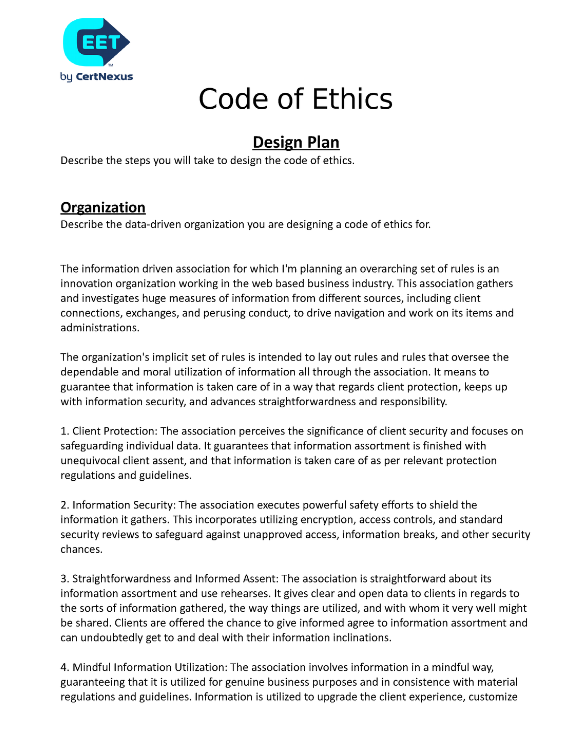 CEET
TM
by CertNexus
Code of Ethics
Design Plan
Describe the steps you will take to design the code of ethics.
Organization
Describe the data-driven organization you are designing a code of ethics for.
The information driven association for which I'm planning an overarching set of rules is an
innovation organization working in the web based business industry. This association gathers
and investigates huge measures of information from different sources, including client
connections, exchanges, and perusing conduct, to drive navigation and work on its items and
administrations.
The organization's implicit set of rules is intended to lay out rules and rules that oversee the
dependable and moral utilization of information all through the association. It means to
guarantee that information is taken care of in a way that regards client protection, keeps up
with information security, and advances straightforwardness and responsibility.
1. Client Protection: The association perceives the significance of client security and focuses on
safeguarding individual data. It guarantees that information assortment is finished with
unequivocal client assent, and that information is taken care of as per relevant protection
regulations and guidelines.
2. Information Security: The association executes powerful safety efforts to shield the
information it gathers. This incorporates utilizing encryption, access controls, and standard
security reviews to safeguard against unapproved access, information breaks, and other security
chances.
3. Straightforwardness and Informed Assent: The association is straightforward about its
information assortment and use rehearses. It gives clear and open data to clients in regards to
the sorts of information gathered, the way things are utilized, and with whom it very well might
be shared. Clients are offered the chance to give informed agree to information assortment and
can undoubtedly get to and deal with their information inclinations.
4. Mindful Information Utilization: The association involves information in a mindful way,
guaranteeing that it is utilized for genuine business purposes and in consistence with material
regulations and guidelines. Information is utilized to upgrade the client experience, customize